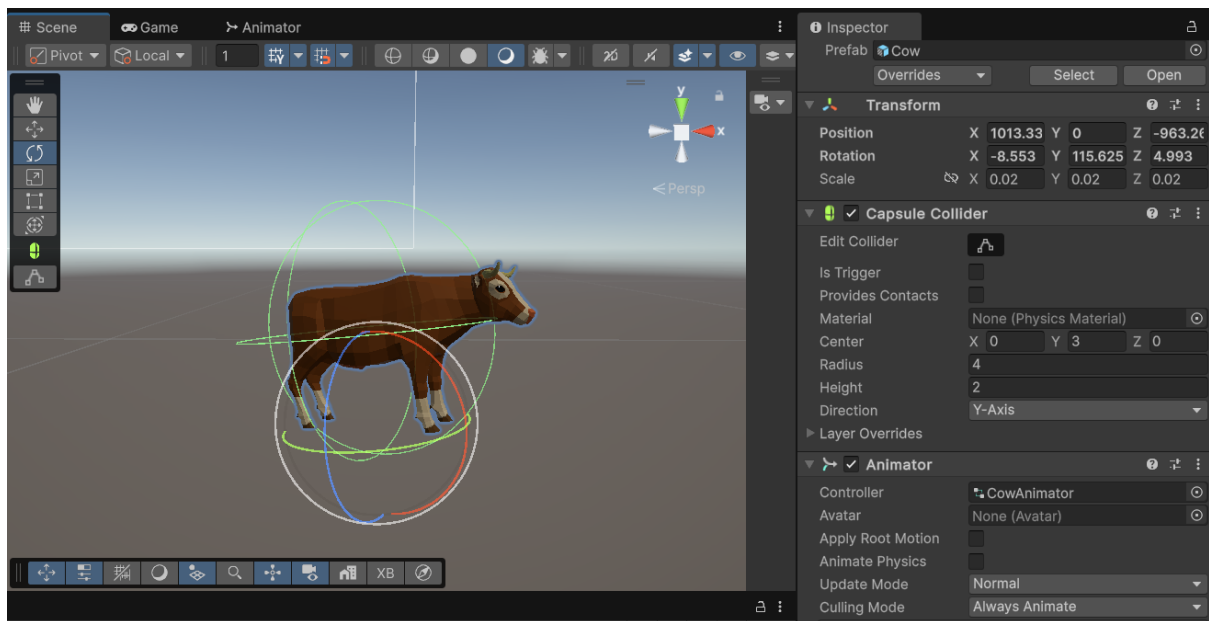 Scene Game Animator
Pivot Local 1 2D
y
x
Persp
XB
Inspector
Prefab Cow
Overrides Select Open
Transform
Position X 1013.33 Y 0 Z -963.26
Rotation X -8.553 Y 115.625 Z 4.993
Scale X 0.02 Y 0.02 Z 0.02
Capsule Collider
Edit Collider
Is Trigger
Provides Contacts
Material None (Physics Material)
Center X 0 Y 3 Z 0
Radius 4
Height 2
Direction Y-Axis
Layer Overrides
Animator
Controller CowAnimator
Avatar None (Avatar)
Apply Root Motion
Animate Physics
Update Mode Normal
Culling Mode Always Animate